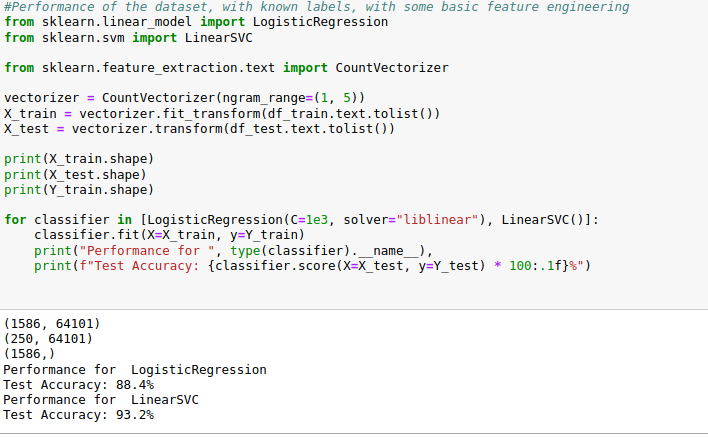 #Performance of the dataset, with known labels, with some basic feature engineering
from sklearn.linear_model import LogisticRegression
from sklearn.svm import LinearSVC
from sklearn.feature_extraction.text import CountVectorizer
vectorizer = CountVectorizer(ngram_range=(1, 5))
X_train = vectorizer.fit_transform(df_train.text.tolist())
X_test = vectorizer.transform(df_test.text.tolist())
print(X_train.shape)
print(X_test.shape)
print(Y_train.shape)
for classifier in [LogisticRegression(C=1e3, solver="liblinear"), LinearSVC()]:
    classifier.fit(X=X_train, y=Y_train)
    print("Performance for ", type(classifier).__name__),
    print(f"Test Accuracy: {classifier.score(X=X_test, y=Y_test) * 100:.1f}%")
(1586, 64101)
(250, 64101)
(1586,)
Performance for  LogisticRegression
Test Accuracy: 88.4%
Performance for  LinearSVC
Test Accuracy: 93.2%